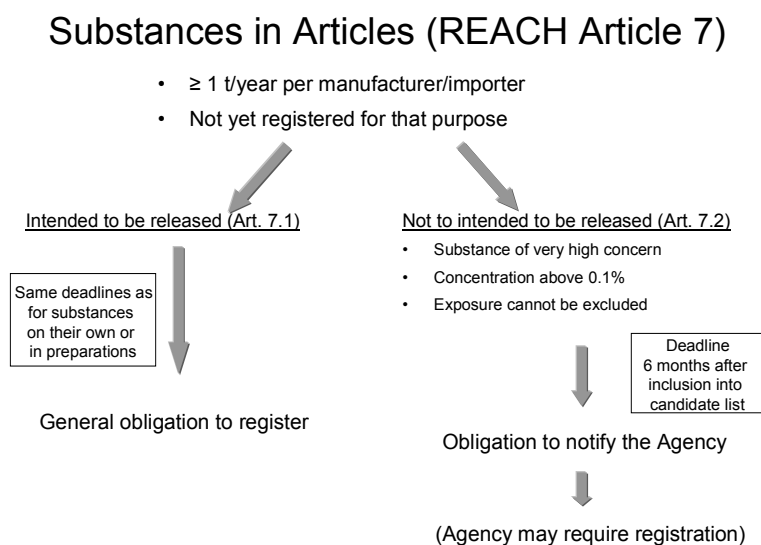 Substances in Articles (REACH Article 7)
• ≥ 1 t/year per manufacturer/importer
• Not yet registered for that purpose
Intended to be released (Art. 7.1)
Same deadlines as
for substances
on their own or
in preparations
General obligation to register
Not to intended to be released (Art. 7.2)
• Substance of very high concern
• Concentration above 0.1%
• Exposure cannot be excluded
Deadline
6 months after
inclusion into
candidate list
Obligation to notify the Agency
(Agency may require registration)